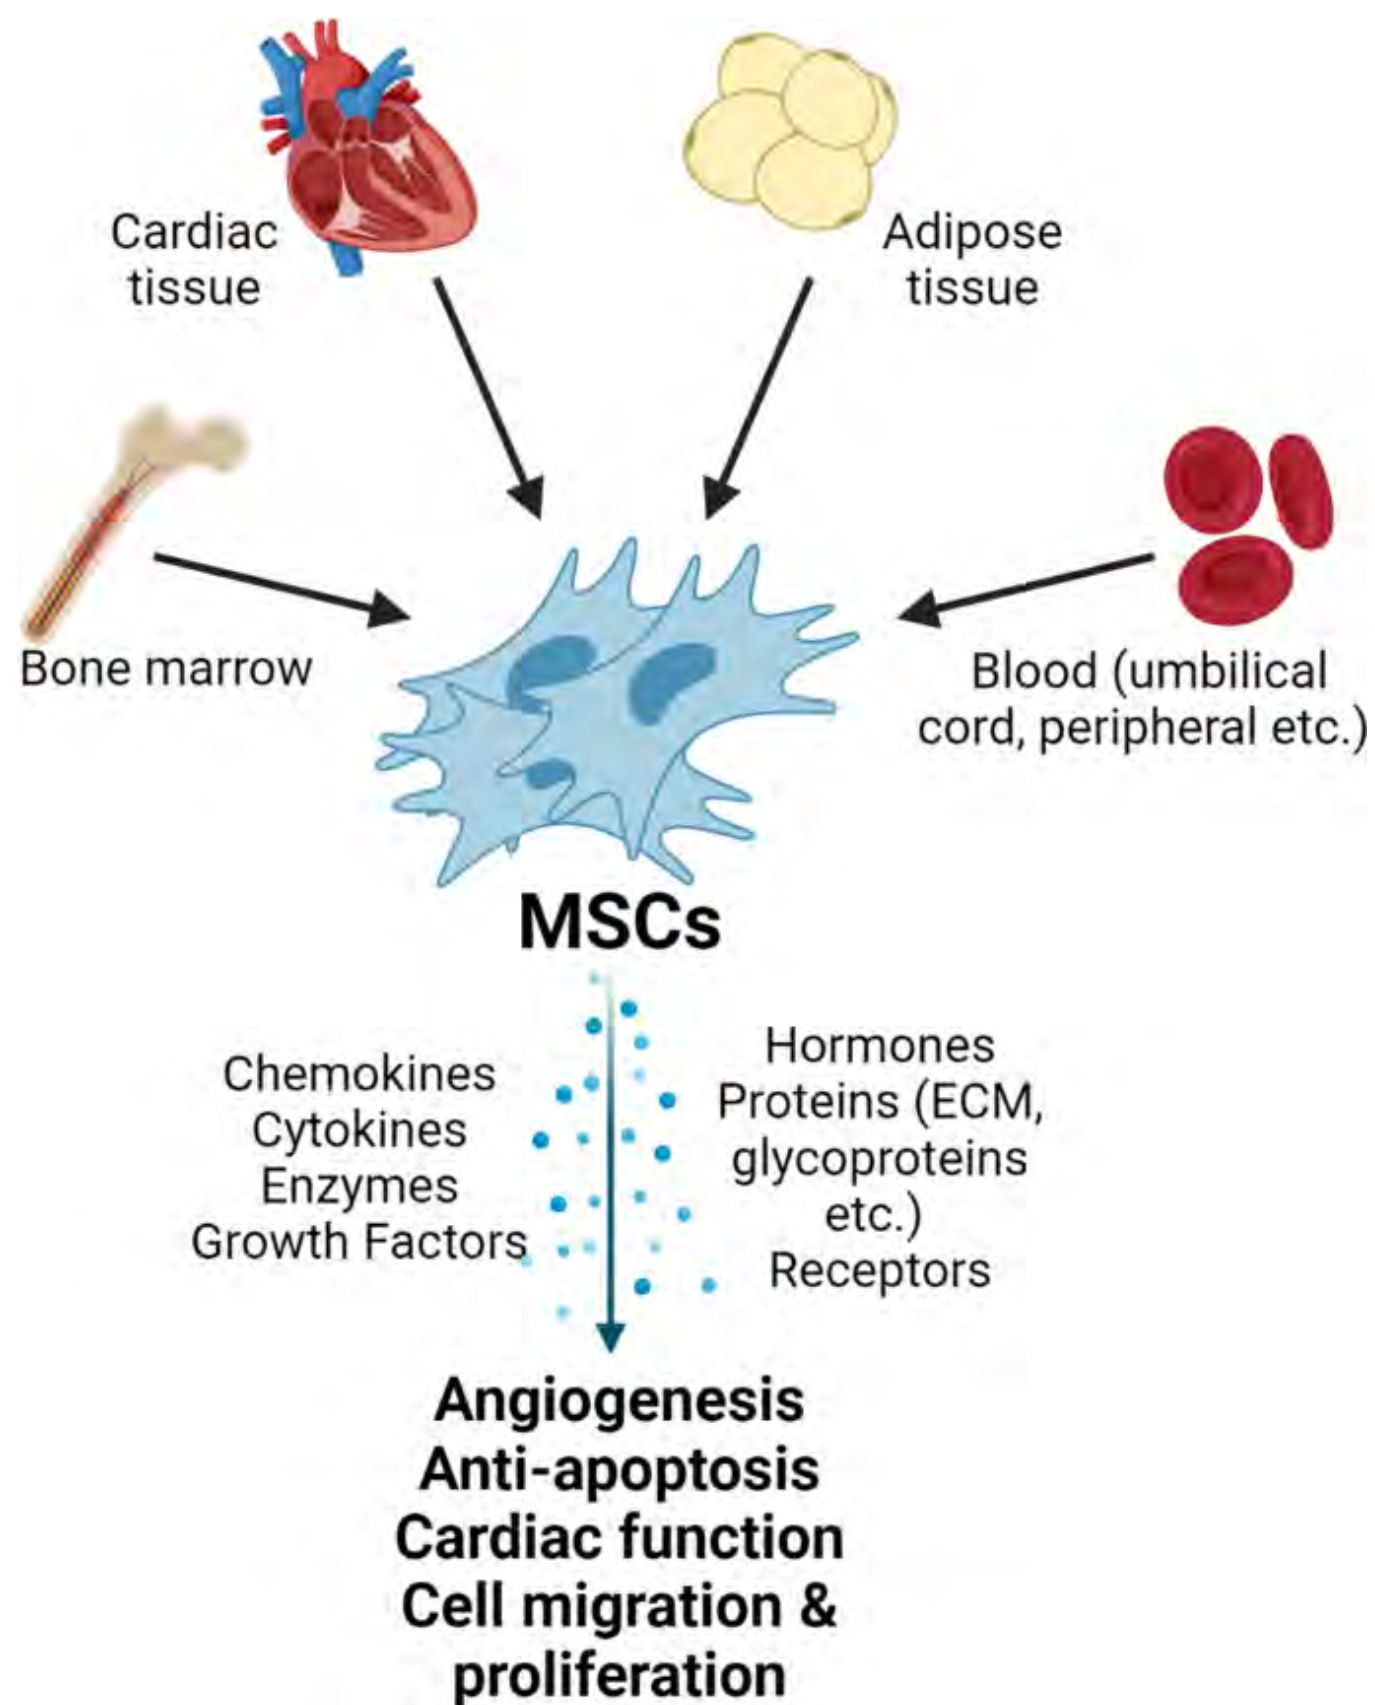 Cardiac
tissue
Adipose
tissue
Bone marrow
Blood (umbilical
cord, peripheral etc.)
MSCs
Chemokines
Cytokines
Enzymes
Growth Factors
Hormones
Proteins (ECM,
glycoproteins
etc.)
Receptors
Angiogenesis
Anti-apoptosis
Cardiac function
Cell migration &
proliferation